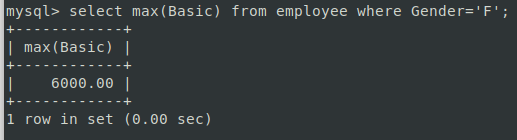 mysql> select max(Basic) from employee where Gender='F';
+------------+
| max(Basic) |
+------------+
|    6000.00 |
+------------+
1 row in set (0.00 sec)